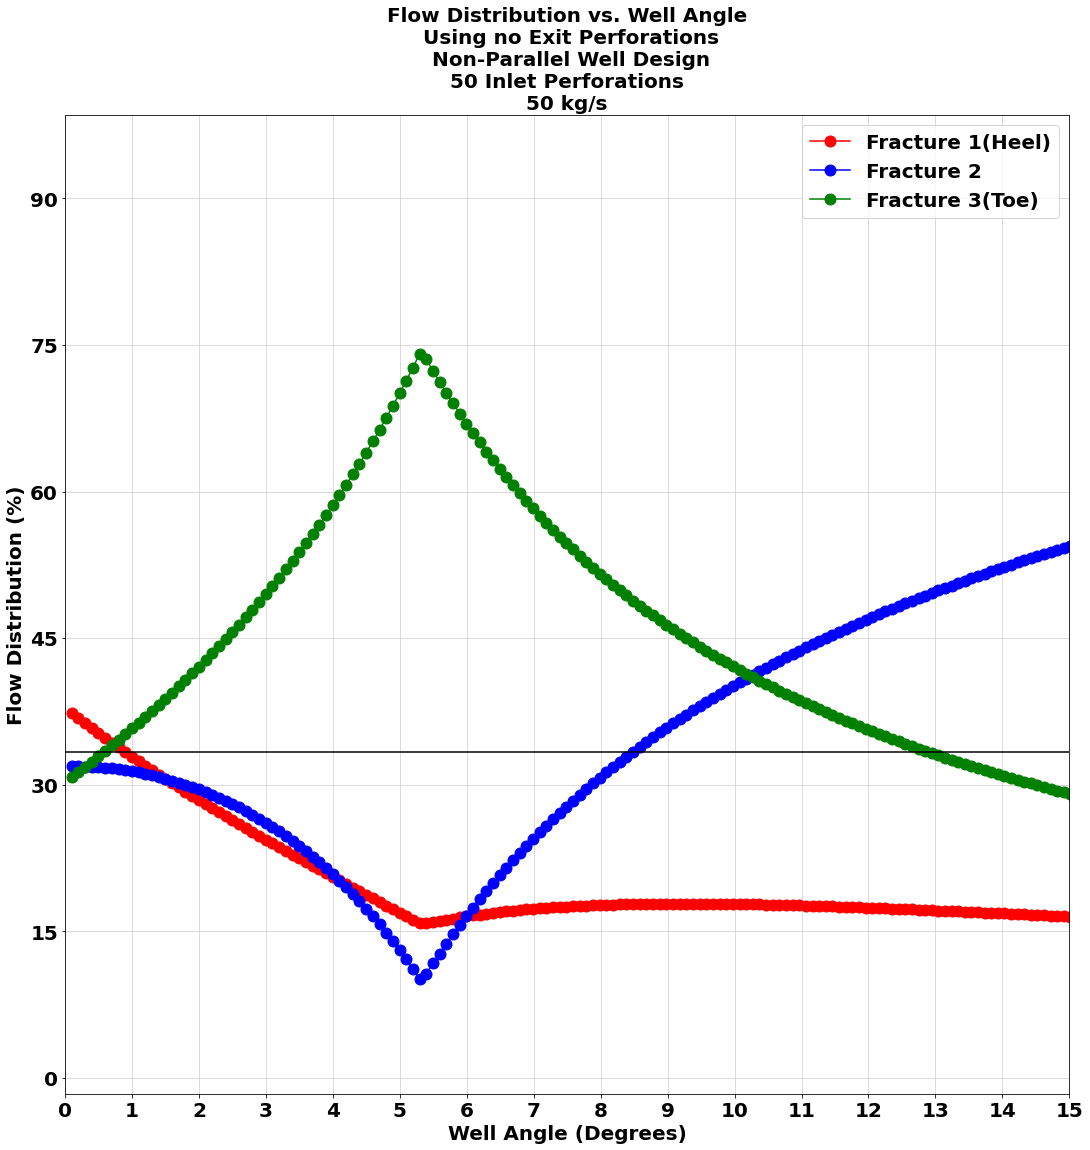 Flow Distribution vs. Well Angle
Using no Exit Perforations
Non-Parallel Well Design
50 Inlet Perforations
50 kg/s
Fracture 1(Heel)
Fracture 2
Fracture 3(Toe)
Flow Distribution (%)
90
75
60
45
30
15
0
0 1 2 3 4 5 6 7 8 9 10 11 12 13 14 15
Well Angle (Degrees)